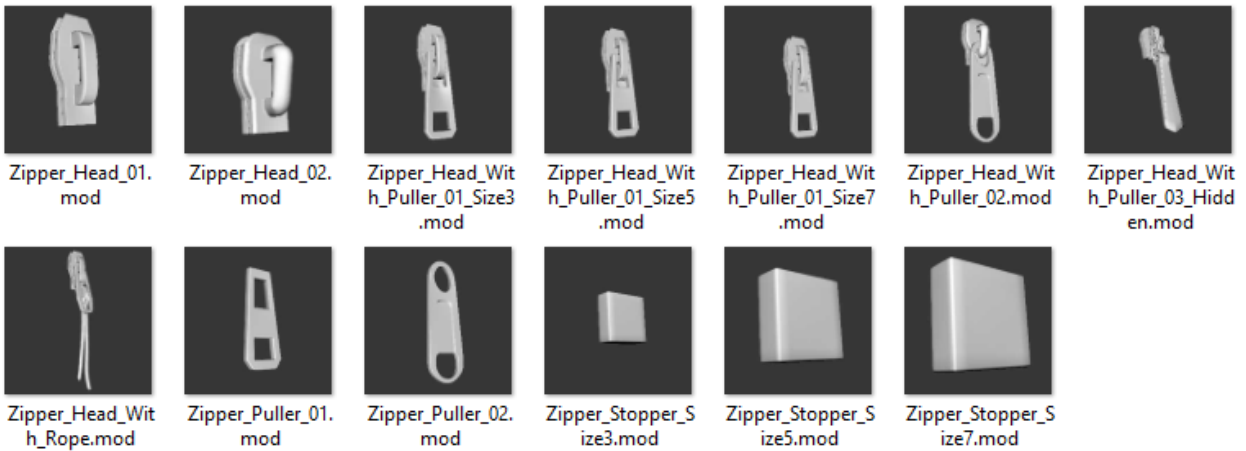 Zipper_Head_01.
mod
Zipper_Head_02.
mod
Zipper_Head_Wit
h_Puller_01_Size3
.mod
Zipper_Head_Wit
h_Puller_01_Size5
.mod
Zipper_Head_Wit
h_Puller_01_Size7
.mod
Zipper_Head_Wit
h_Puller_02.mod
Zipper_Head_Wit
h_Puller_03_Hidd
en.mod
Zipper_Head_Wit
h_Rope.mod
Zipper_Puller_01.
mod
Zipper_Puller_02.
mod
Zipper_Stopper_S
ize3.mod
Zipper_Stopper_S
ize5.mod
Zipper_Stopper_S
ize7.mod